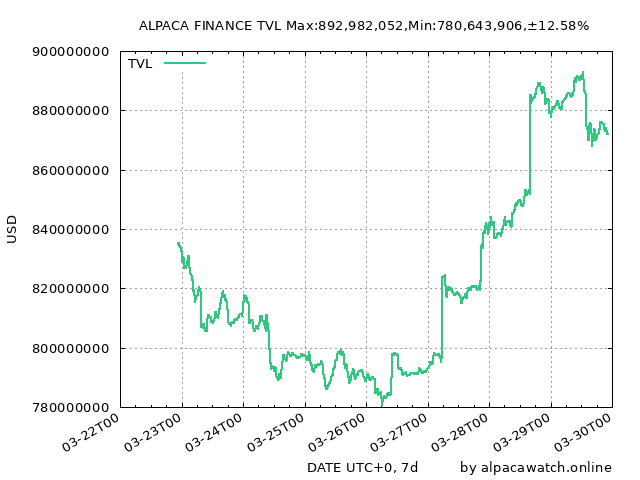 ALPACA FINANCE TVL Max:892,982,052,Min:780,643,906,±12.58%
TVL
900000000
880000000
860000000
840000000
820000000
800000000
780000000
USD
03-22T00
03-23T00
03-24T00
03-25T00
03-26T00
03-27T00
03-28T00
03-29T00
03-30T00
DATE UTC+0, 7d
by alpacawatch.online